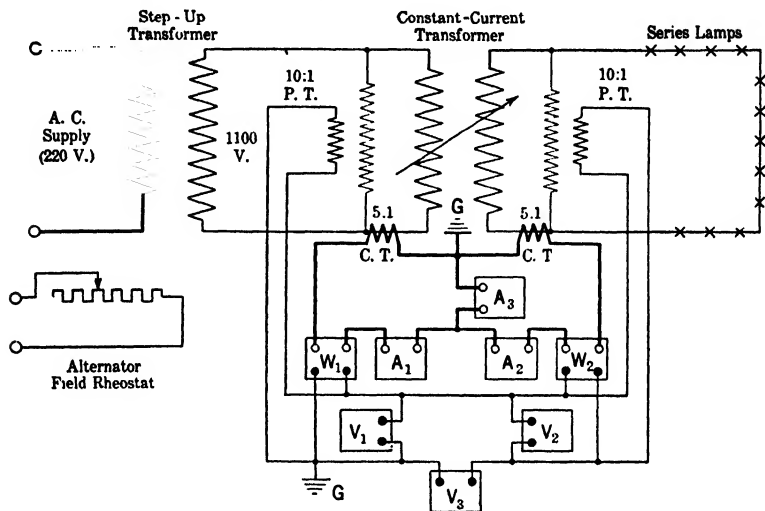 Step-Up
Transformer
Constant-Current
Transformer
Series Lamps
10:1
P. T.
10:1
P. T.
A. C.
Supply
(220 V.)
1100
V.
5.1
G
5.1
C. T.
C. T
A3
W1
A1
A2
W2
Alternator
Field Rheostat
V1
V2
G
V3